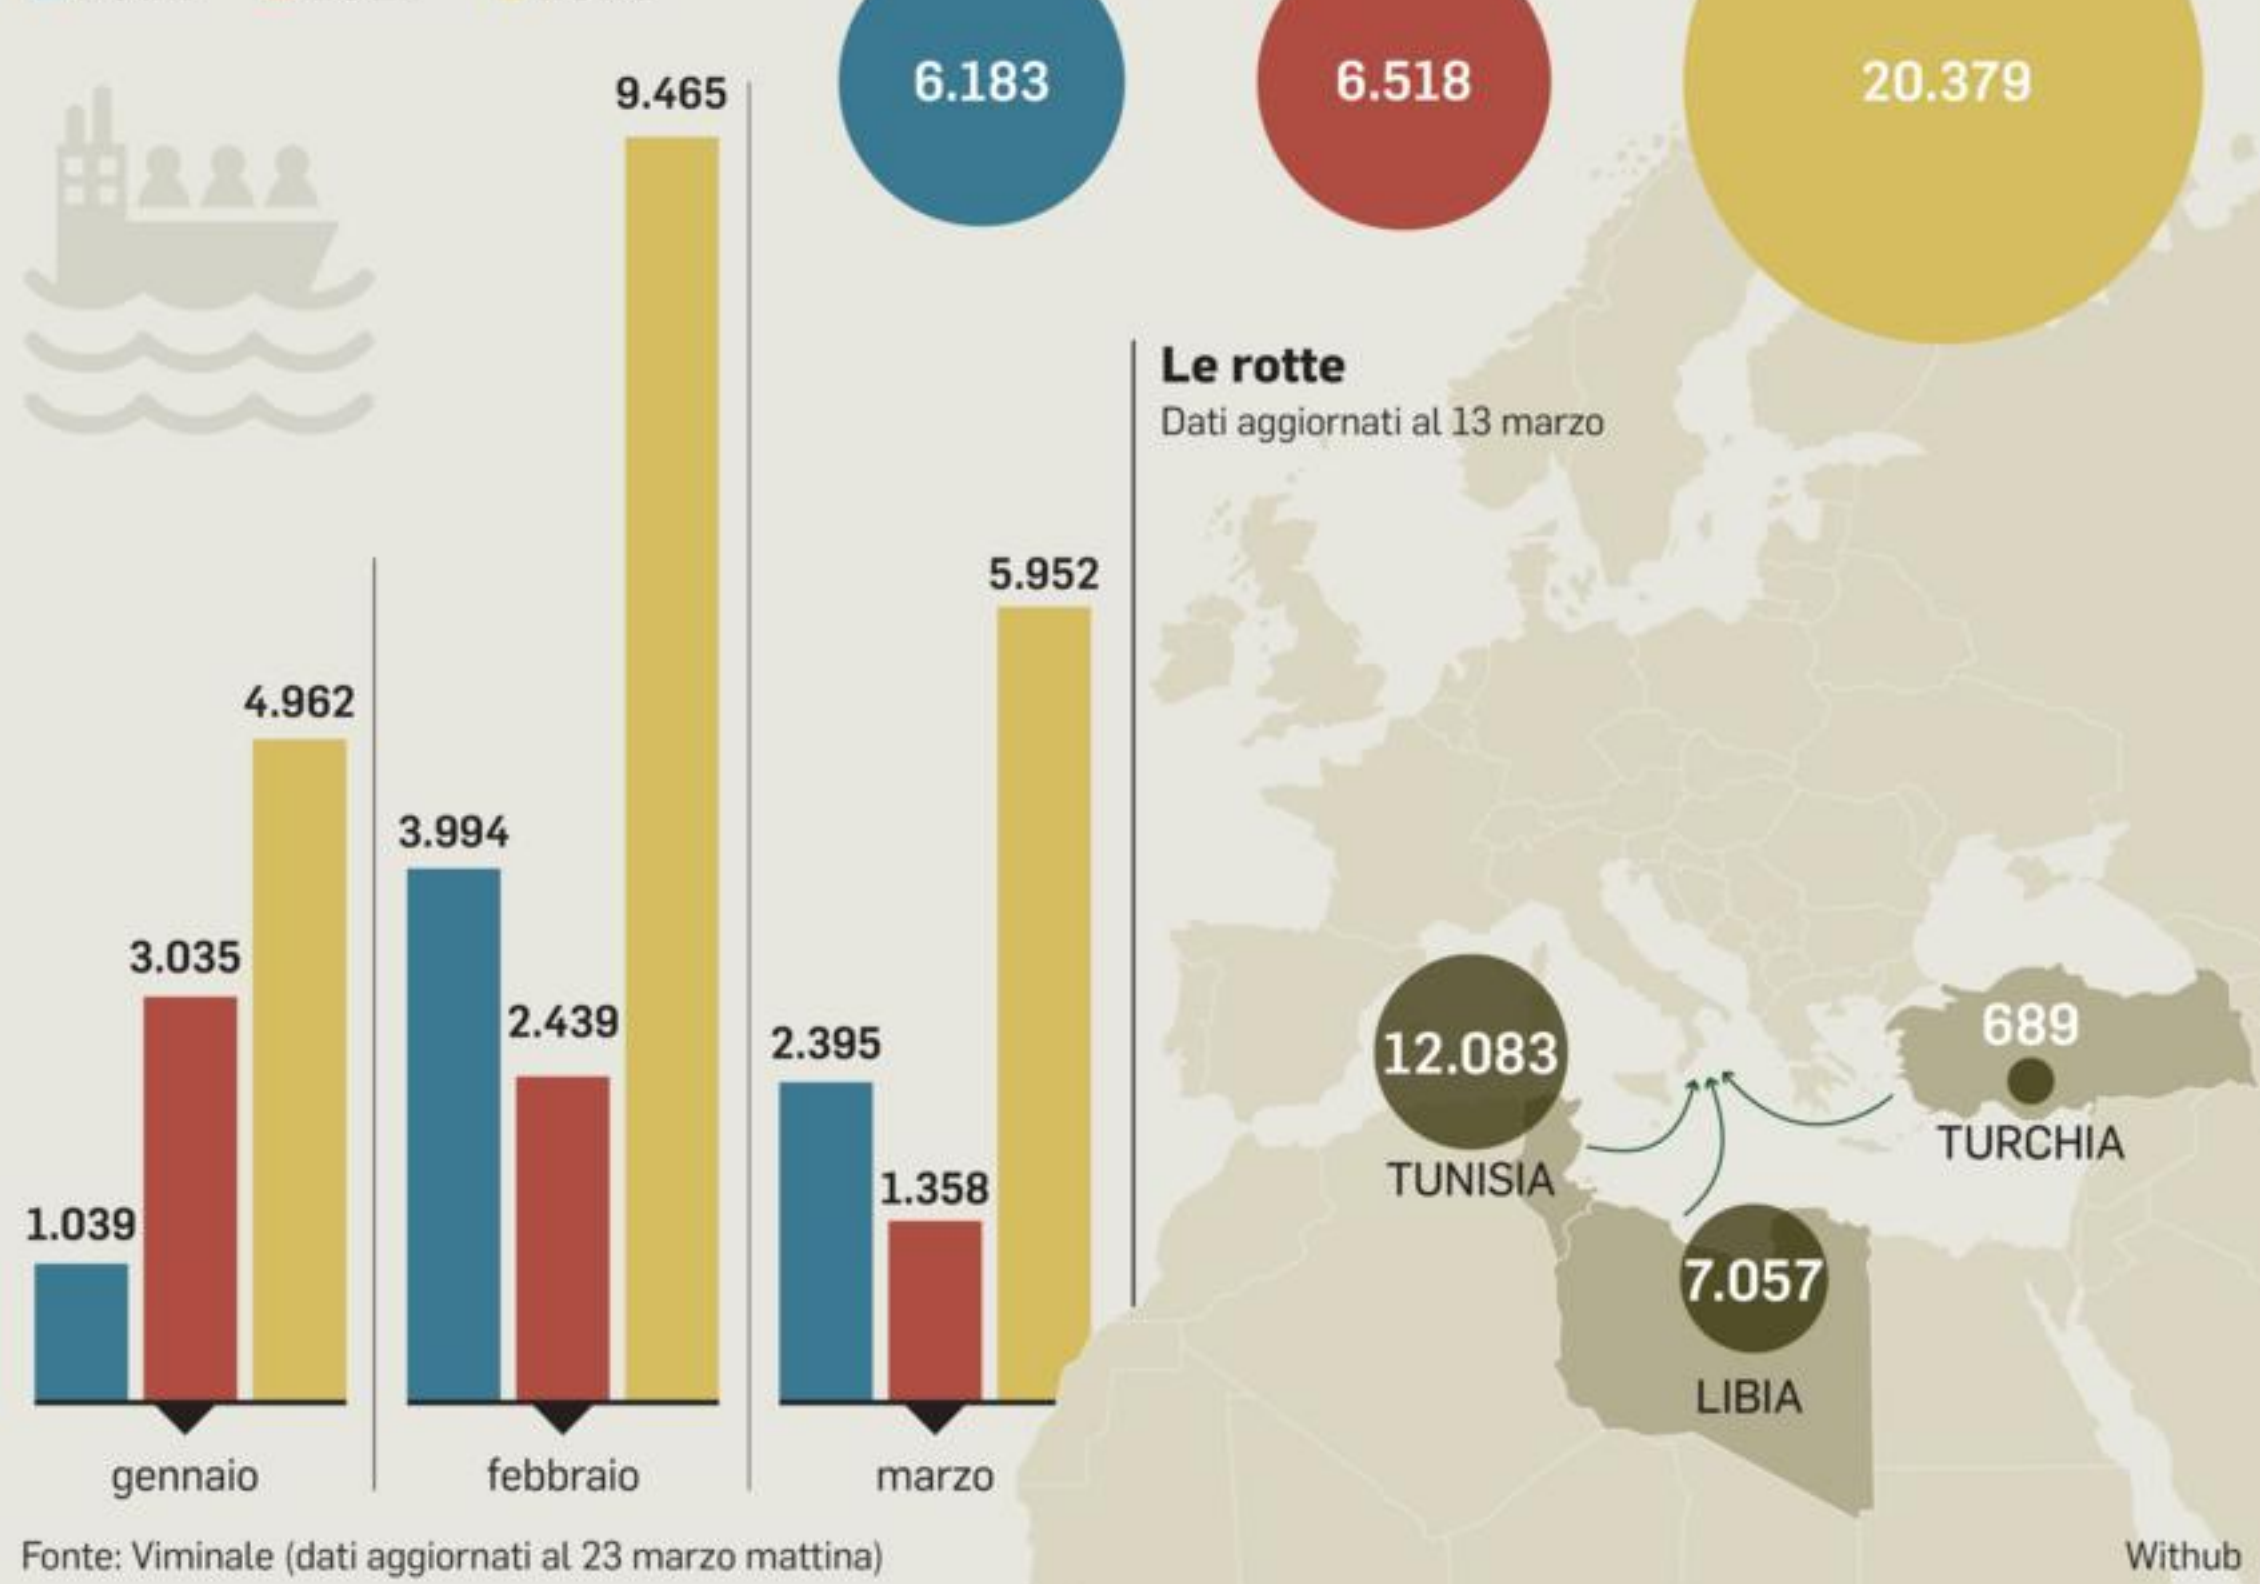 6.183
6.518
20.379
9.465
Le rotte
Dati aggiornati al 13 marzo
5.952
4.962
3.994
3.035
2.439
2.395
1.358
1.039
12.083
TUNISIA
689
TURCHIA
7.057
LIBIA
gennaio
febbraio
marzo
Fonte: Viminale (dati aggiornati al 23 marzo mattina)
Withub